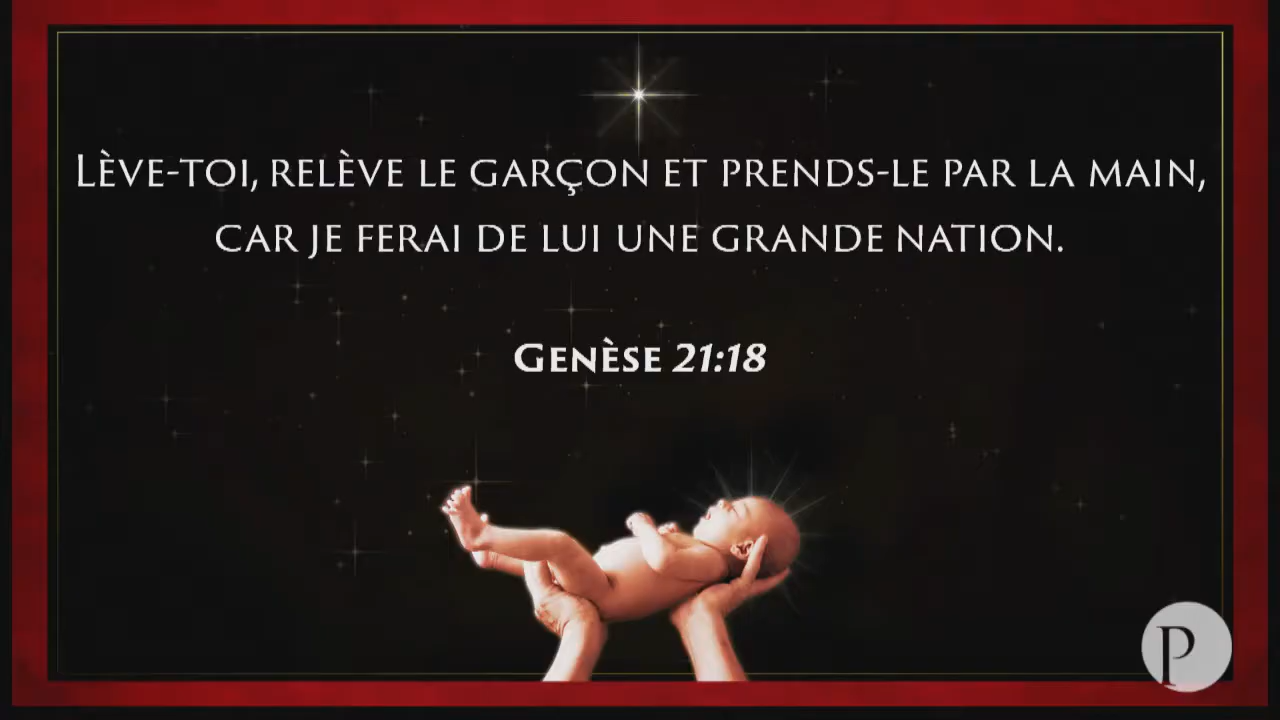 Lève-toi, relève le garçon et prends-le par la main,
car je ferai de lui une grande nation.
Genèse 21:18
P